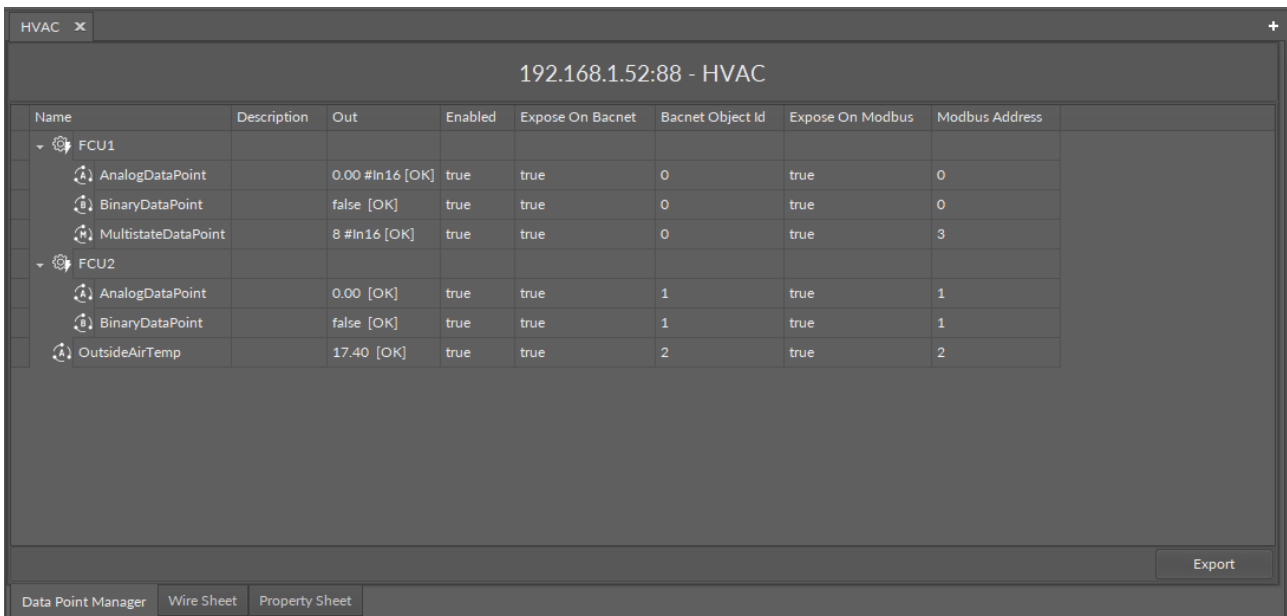 HVAC x +
192.168.1.52:88 - HVAC
Name Description Out Enabled Expose On Bacnet Bacnet Object Id Expose On Modbus Modbus Address
FCU1
A AnalogDataPoint 0.00 #In16 [OK] true true 0 true 0
B BinaryDataPoint false [OK] true true 0 true 0
M MultistateDataPoint 8 #In16 [OK] true true 0 true 3
FCU2
A AnalogDataPoint 0.00 [OK] true true 1 true 1
B BinaryDataPoint false [OK] true true 1 true 1
A OutsideAirTemp 17.40 [OK] true true 2 true 2
Export
Data Point Manager Wire Sheet Property Sheet